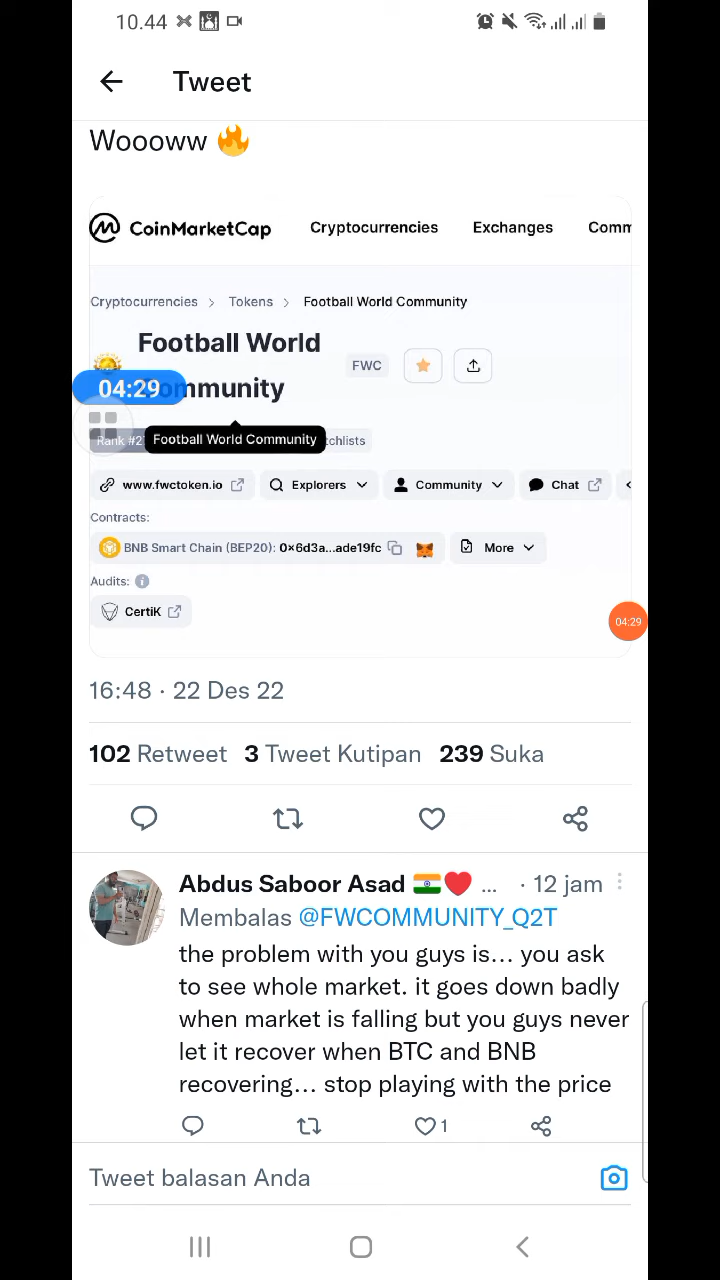 10.44
Tweet
Woooww 🔥
CoinMarketCap Cryptocurrencies Exchanges Comm
Cryptocurrencies > Tokens > Football World Community
Football World
FWC
04:29 mmunity
Rank #2 Football World Community tchlists
www.fwctoken.io Explorers Community Chat
Contracts:
BNB Smart Chain (BEP20): 0x6d3a...ade19fc More
Audits:
CertiK
04:29
16:48 · 22 Des 22
102 Retweet 3 Tweet Kutipan 239 Suka
Abdus Saboor Asad 🇮🇳❤️ ... · 12 jam
Membalas @FWCOMMUNITY_Q2T
the problem with you guys is... you ask
to see whole market. it goes down badly
when market is falling but you guys never
let it recover when BTC and BNB
recovering... stop playing with the price
1
Tweet balasan Anda